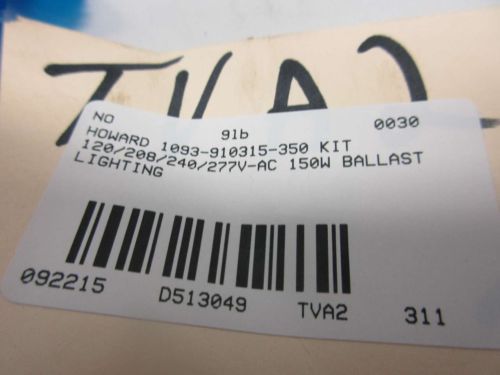 TVA2
NO 9lb 0030
HOWARD 1093-910315-350 KIT
120/208/240/277V-AC 150W BALLAST
LIGHTING
092215 D513049 TVA2 311